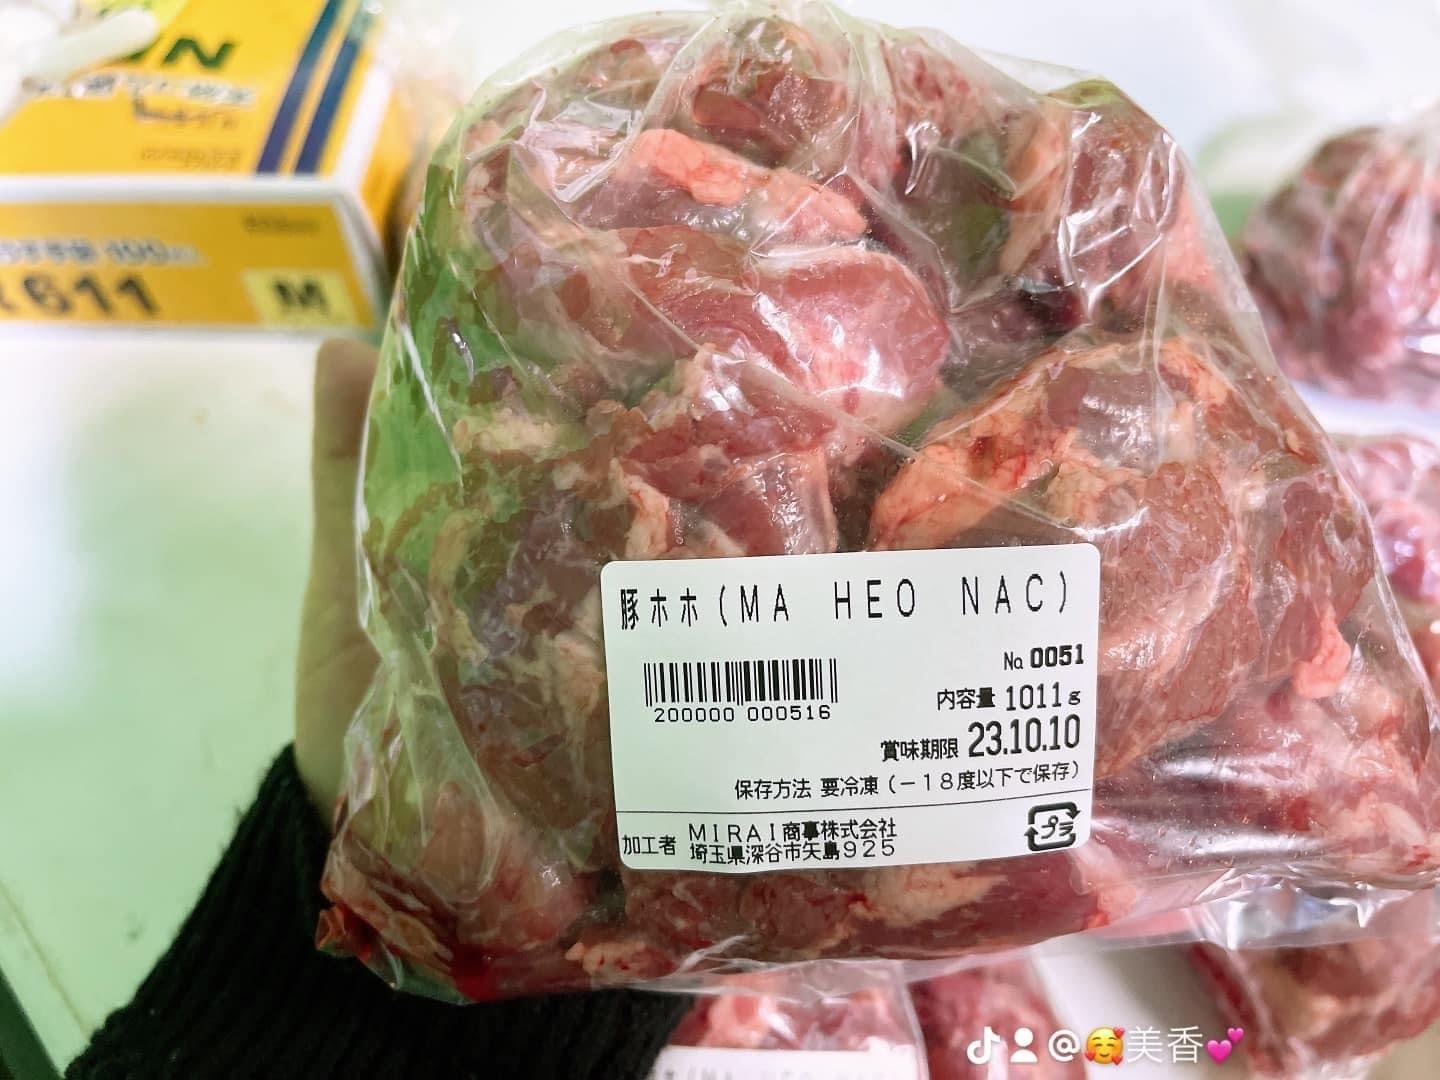 611
M
豚ホホ(MA HEO NAC)
№ 0051
200000 000516
内容量 1011g
賞味期限 23.10.10
保存方法 要冷凍(-18度以下で保存)
加工者 MIRAI商事株式会社
埼玉県深谷市矢島925
プラ
@🥰美香💕